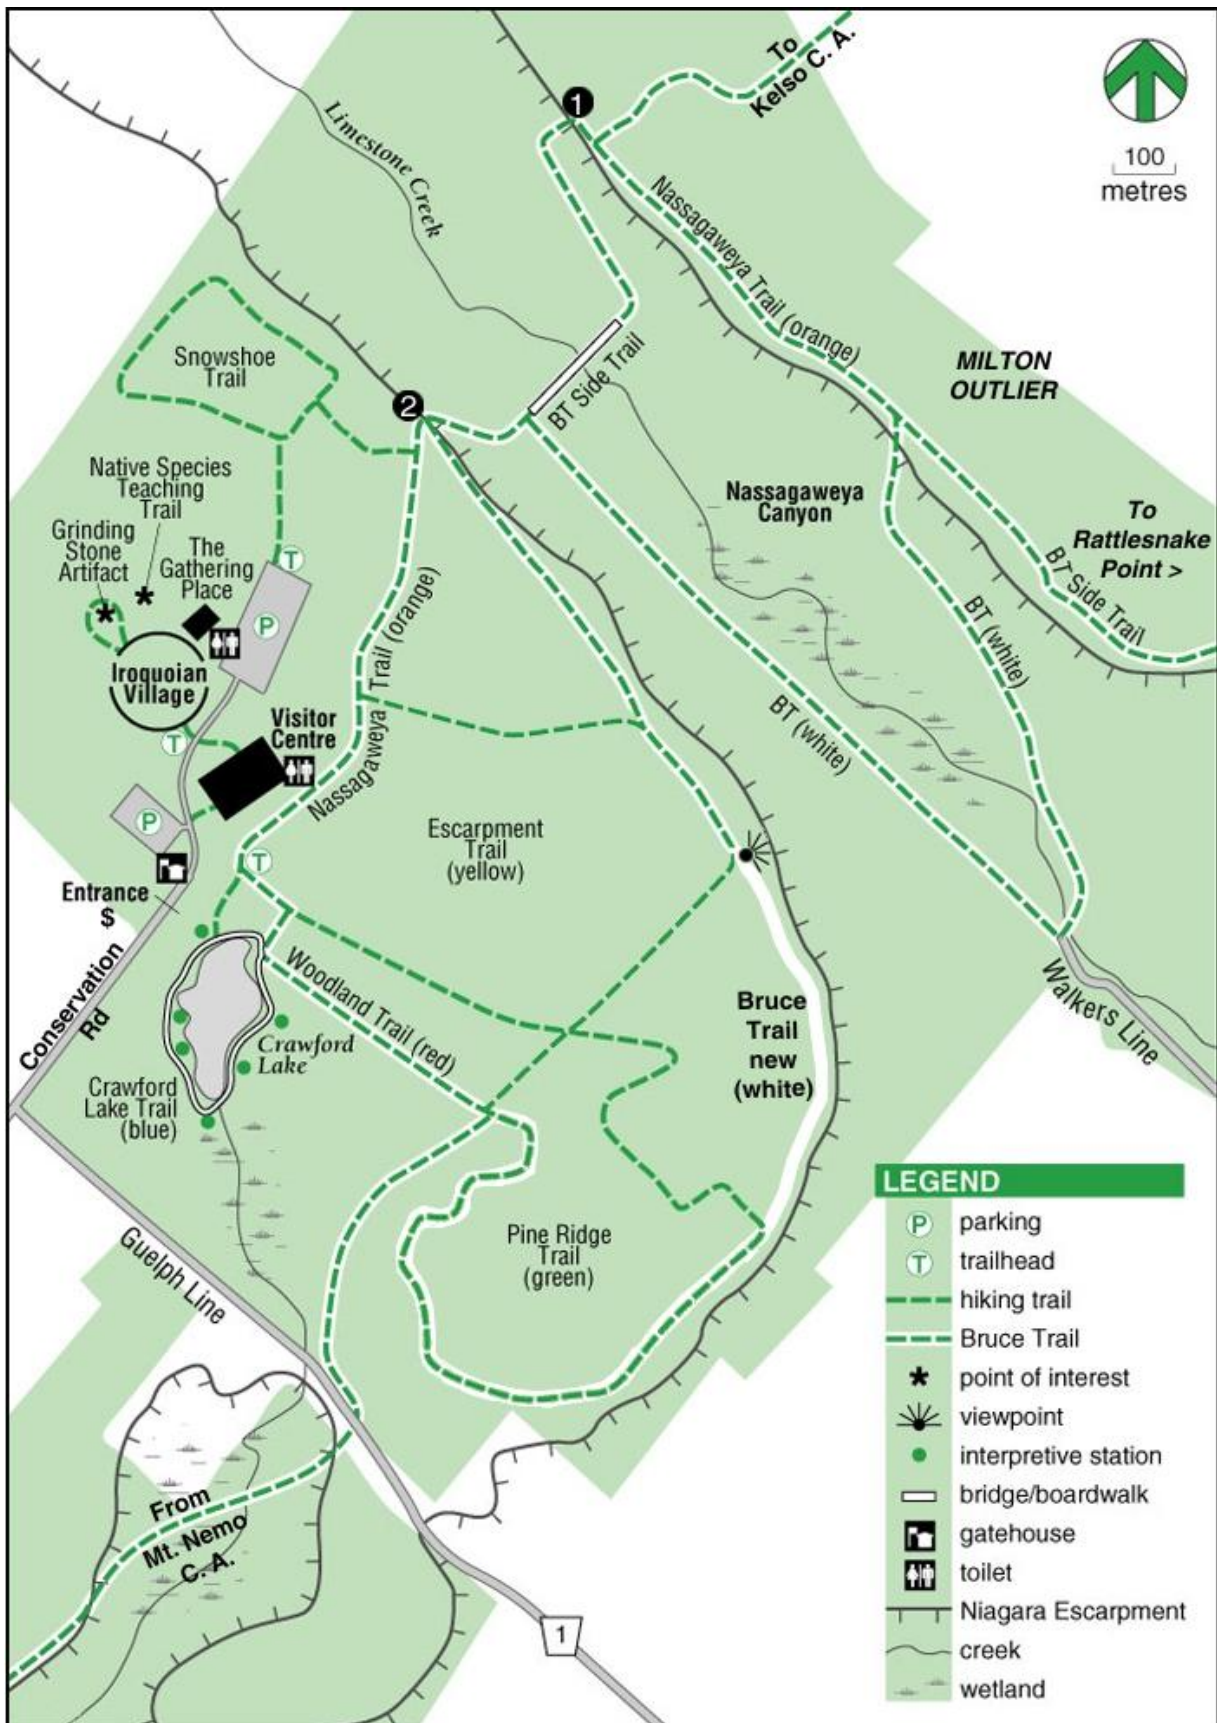 To
Kelso C. A.
100
metres
1
Limestone
Creek
Nassagaweya Trail (orange)
MILTON
OUTLIER
Snowshoe
Trail
2
BT Side Trail
Native Species
Teaching
Trail
Grinding
Stone
Artifact
The
Gathering
Place
T
P
Nassagaweya
Canyon
To
Rattlesnake
Point >
BT Side Trail
BT (white)
Iroquoian
Village
T
Visitor
Centre
Nassagaweya Trail (orange)
BT (white)
P
Escarpment
Trail
(yellow)
T
Entrance
$
Conservation
Rd
Woodland Trail (red)
Crawford
Lake
Crawford
Lake Trail
(blue)
Bruce
Trail
new
(white)
Walkers Line
Guelph Line
Pine Ridge
Trail
(green)
From
Mt. Nemo
C. A.
1
LEGEND
P parking
T trailhead
hiking trail
Bruce Trail
point of interest
viewpoint
interpretive station
bridge/boardwalk
gatehouse
toilet
Niagara Escarpment
creek
wetland